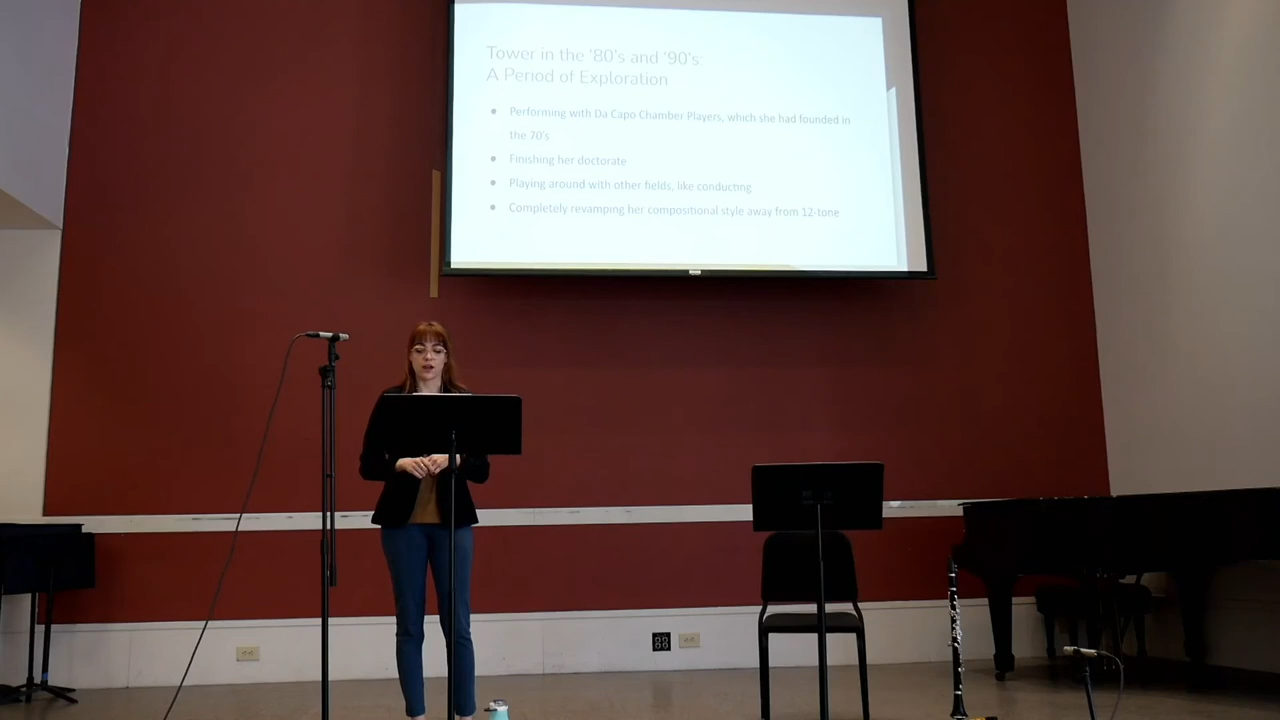 Tower in the '80's and '90's:
A Period of Exploration
● Performing with Da Capo Chamber Players, which she had founded in
the 70's
● Finishing her doctorate
● Playing around with other fields, like conducting
● Completely revamping her compositional style away from 12-tone